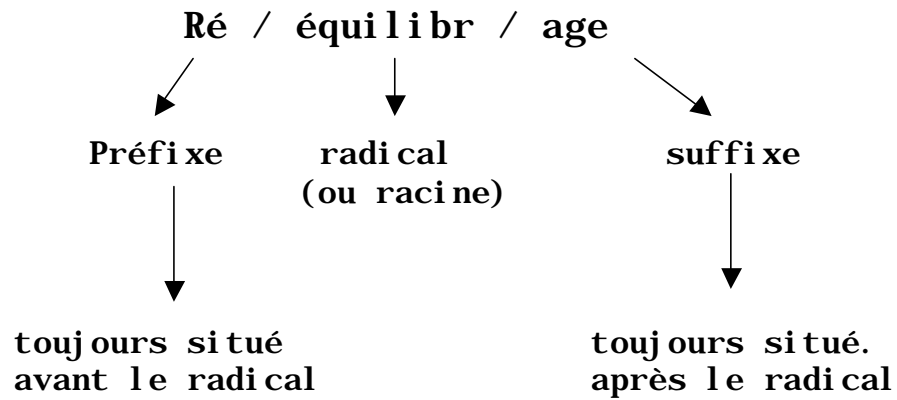 Ré / équilibr / age
Préfixe radical suffixe
(ou racine)
toujours situé toujours situé.
avant le radical après le radical